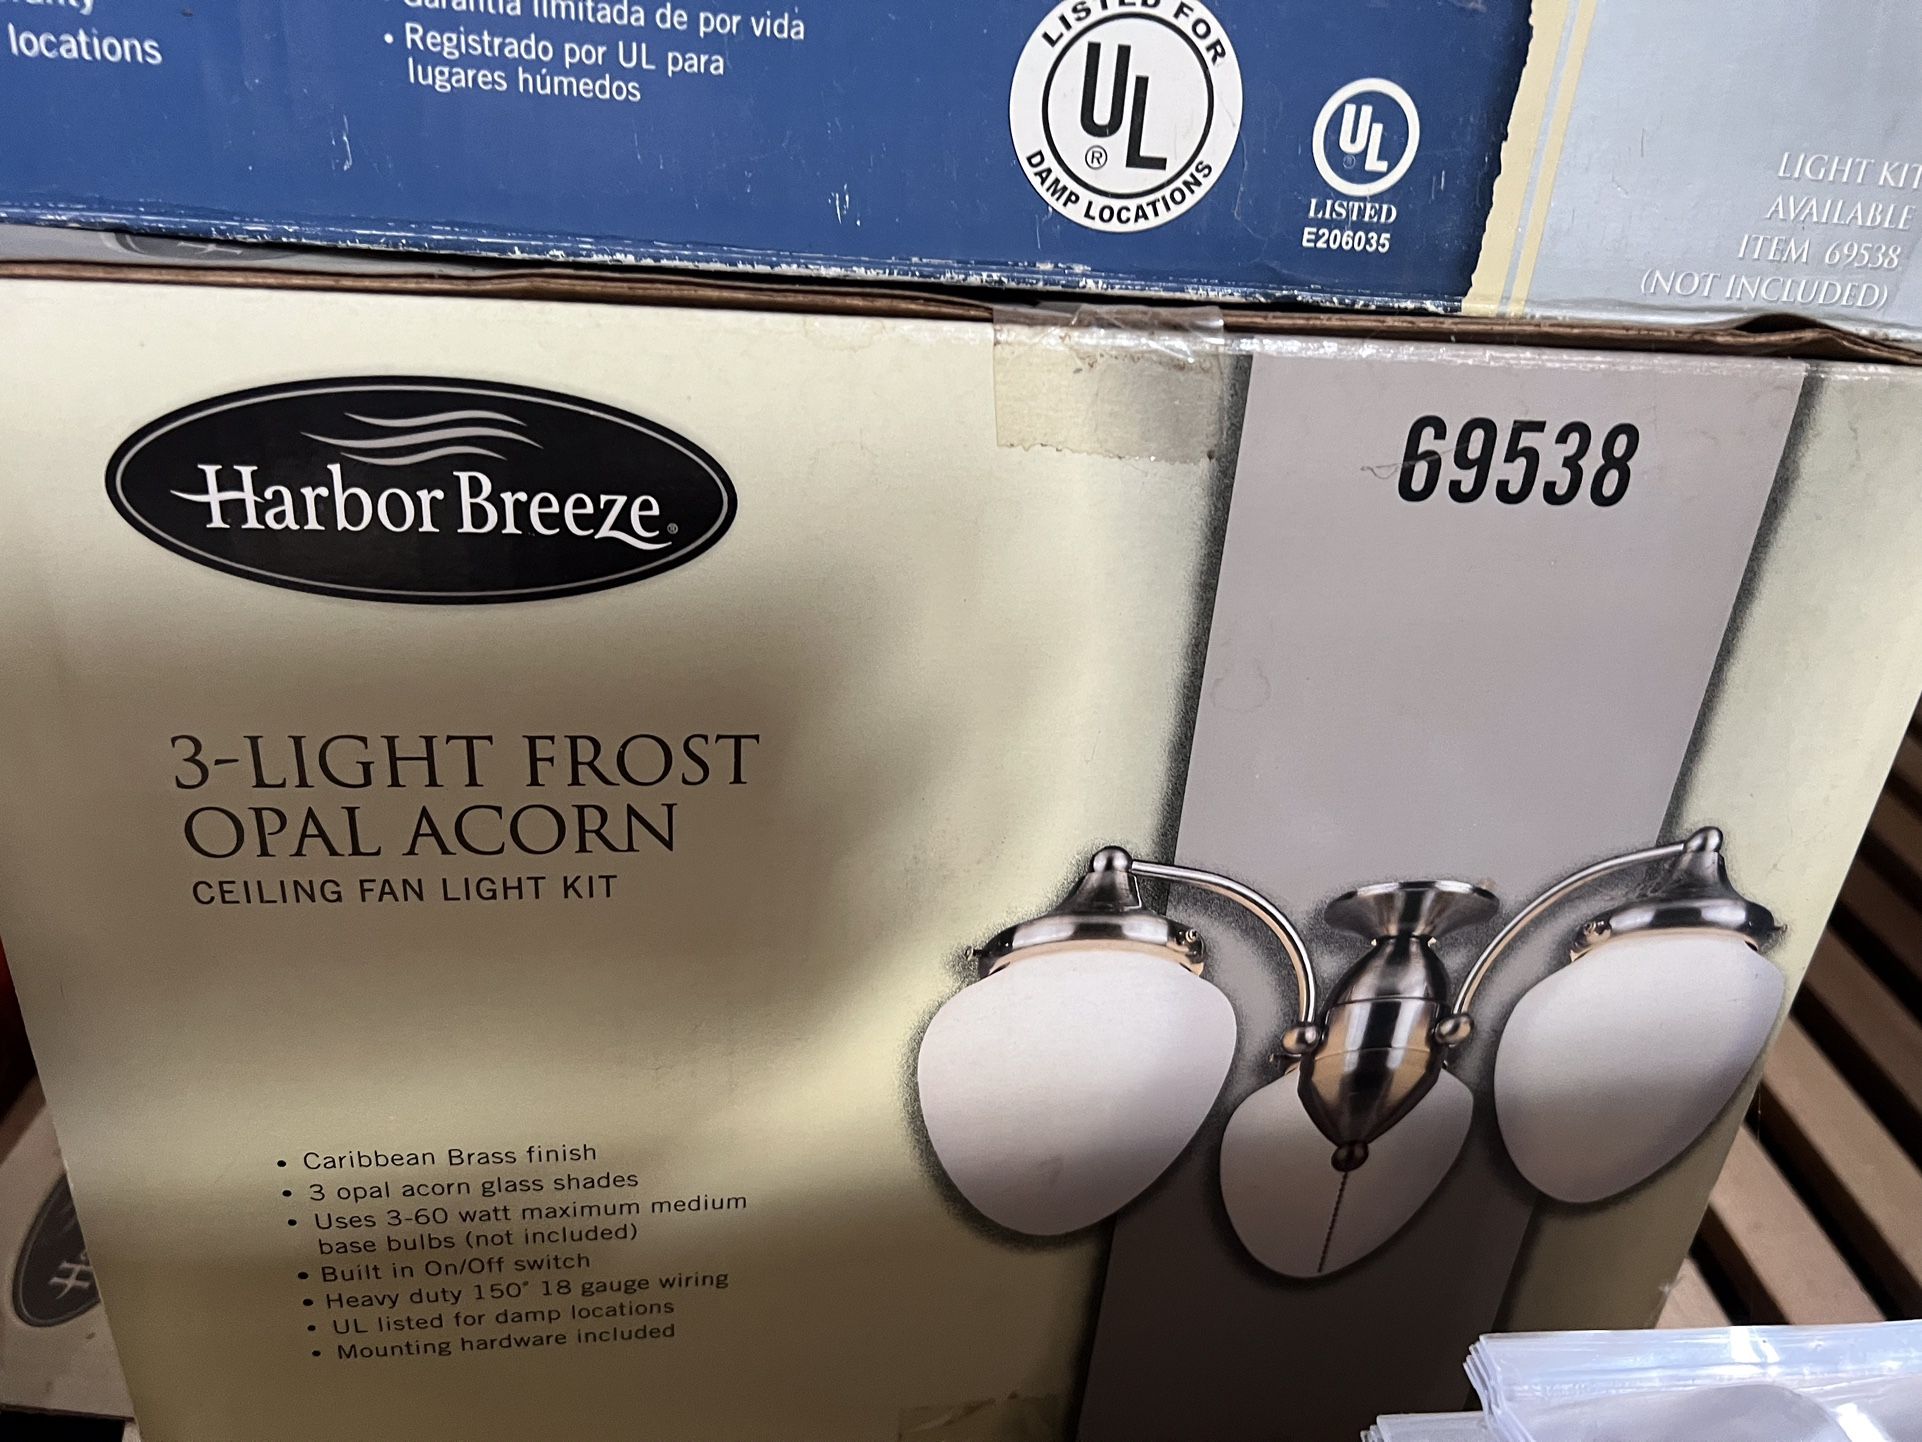 locations
Garantía limitada de por vida
• Registrado por UL para
lugares húmedos
LISTED FOR
UL
®
DAMP LOCATIONS
UL
LISTED
E206035
LIGHT KIT
AVAILABLE
ITEM 69538
(NOT INCLUDED)
Harbor Breeze®
69538
3-LIGHT FROST
OPAL ACORN
CEILING FAN LIGHT KIT
• Caribbean Brass finish
• 3 opal acorn glass shades
• Uses 3-60 watt maximum medium
base bulbs (not included)
• Built in On/Off switch
• Heavy duty 150° 18 gauge wiring
• UL listed for damp locations
• Mounting hardware included